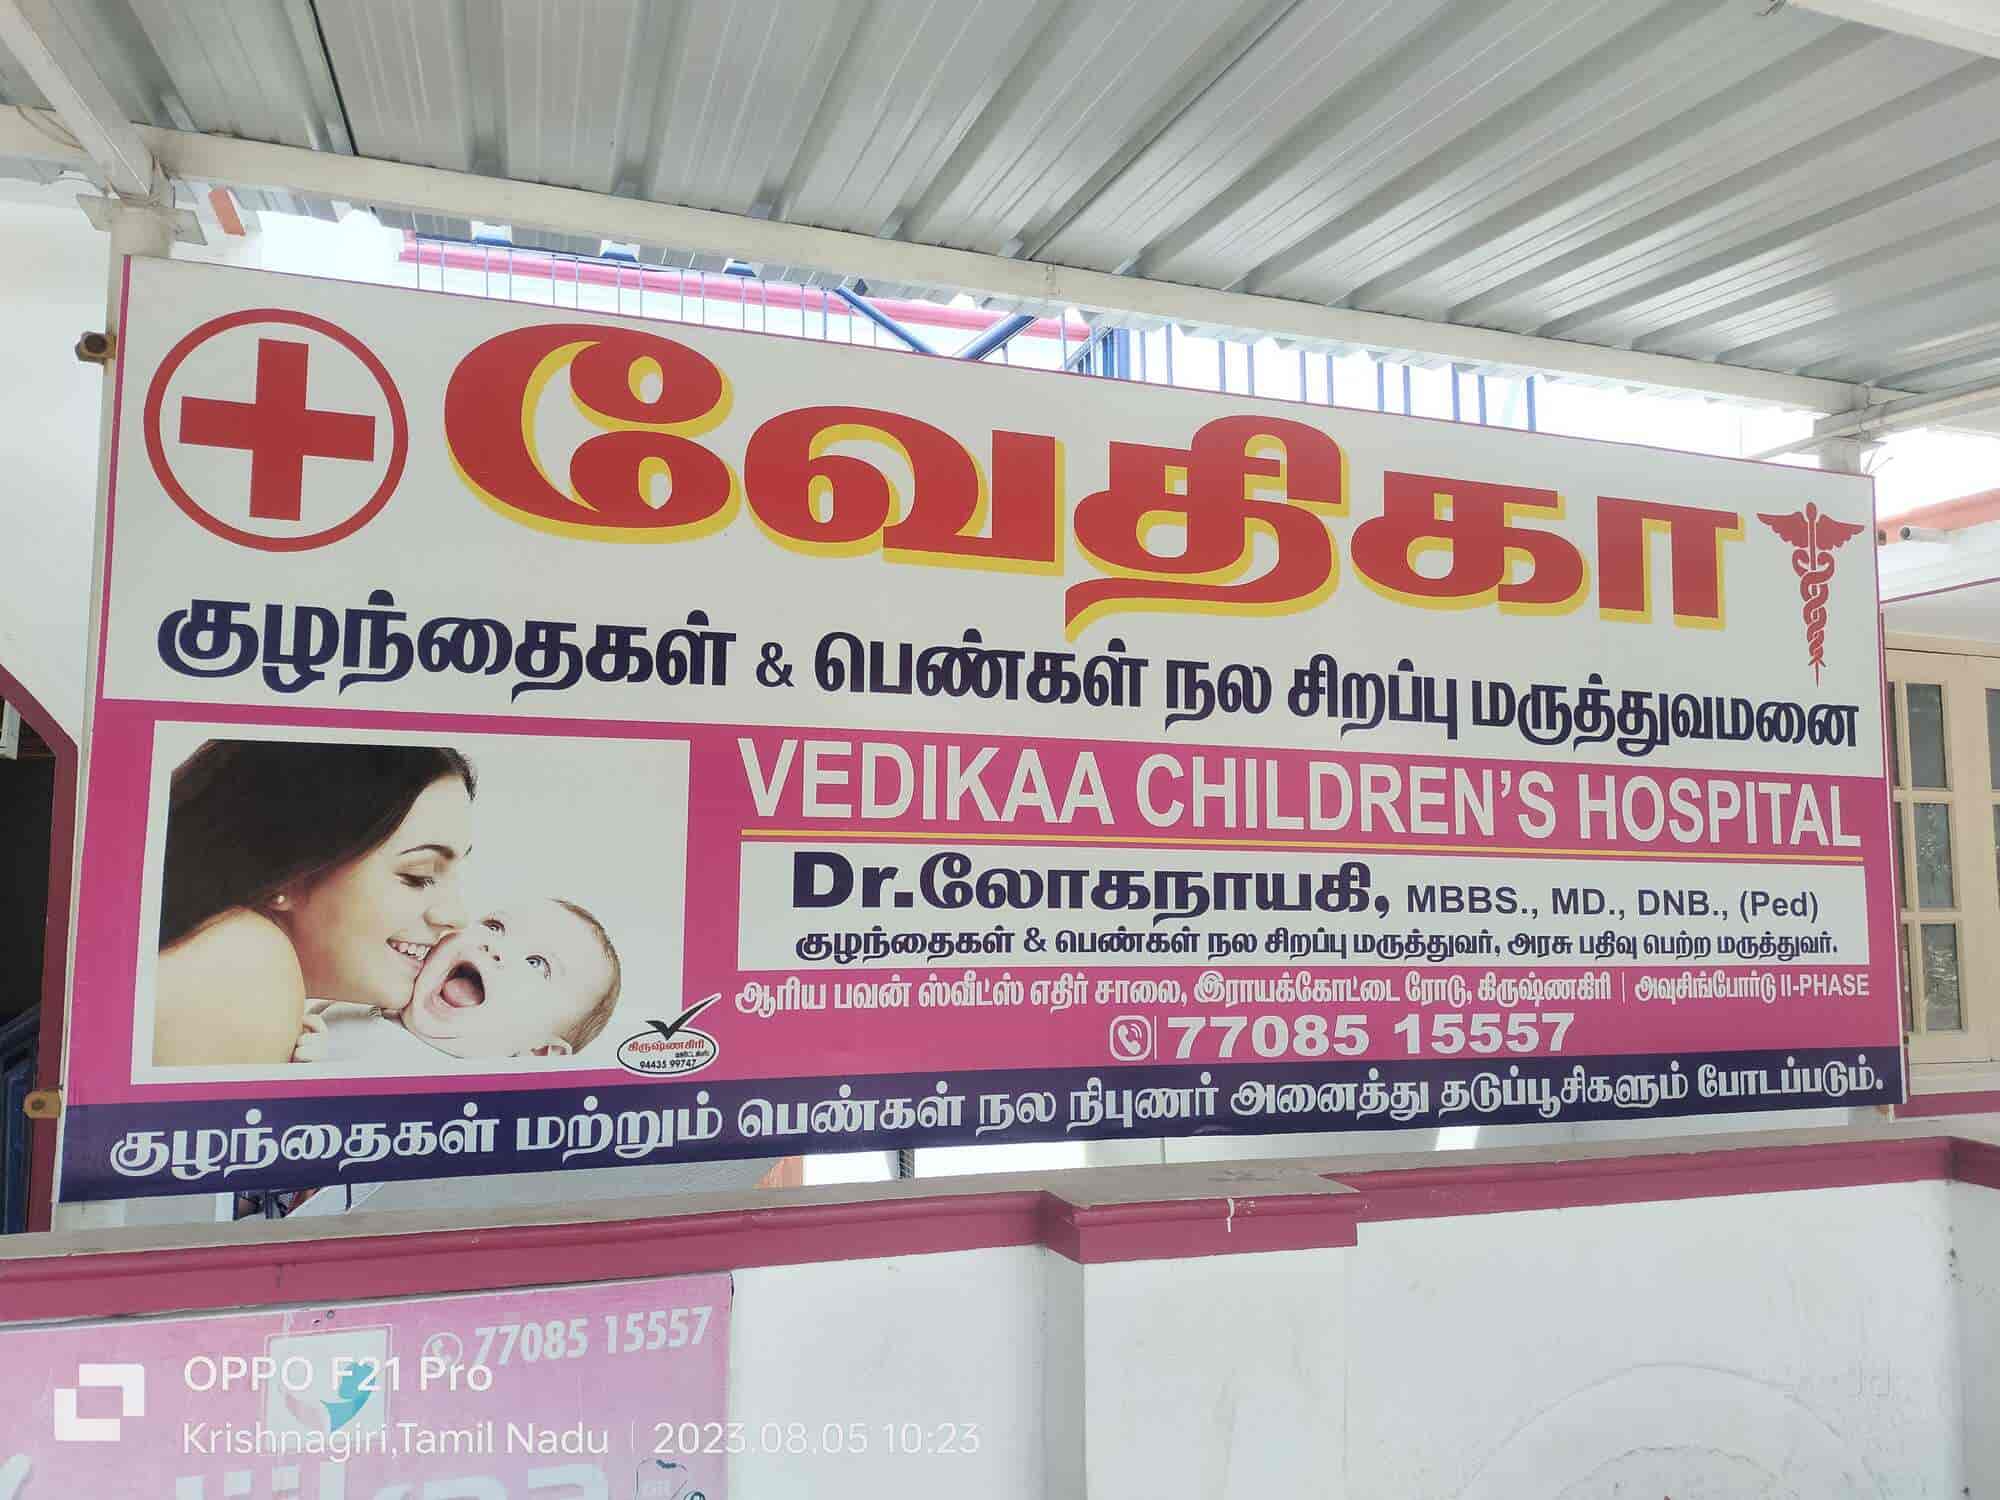 வேதிகா
குழந்தைகள் & பெண்கள் நல சிறப்பு மருத்துவமனை
VEDIKAA CHILDREN'S HOSPITAL
Dr.லோகநாயகி, MBBS., MD., DNB., (Ped)
குழந்தைகள் & பெண்கள் நல சிறப்பு மருத்துவர், அரசு பதிவு பெற்ற மருத்துவர்.
ஆரிய பவன் ஸ்வீட்ஸ் எதிர் சாலை, இராயக்கோட்டை ரோடு, கிருஷ்ணகிரி | அவுசிங்போர்டு II-PHASE
77085 15557
கிருஷ்ணகிரி
94435 99747
குழந்தைகள் மற்றும் பெண்கள் நல நிபுணர் அனைத்து தடுப்பூசிகளும் போடப்படும்.
77085 15557
OPPO F21 Pro
Krishnagiri,Tamil Nadu | 2023.08.05 10:23